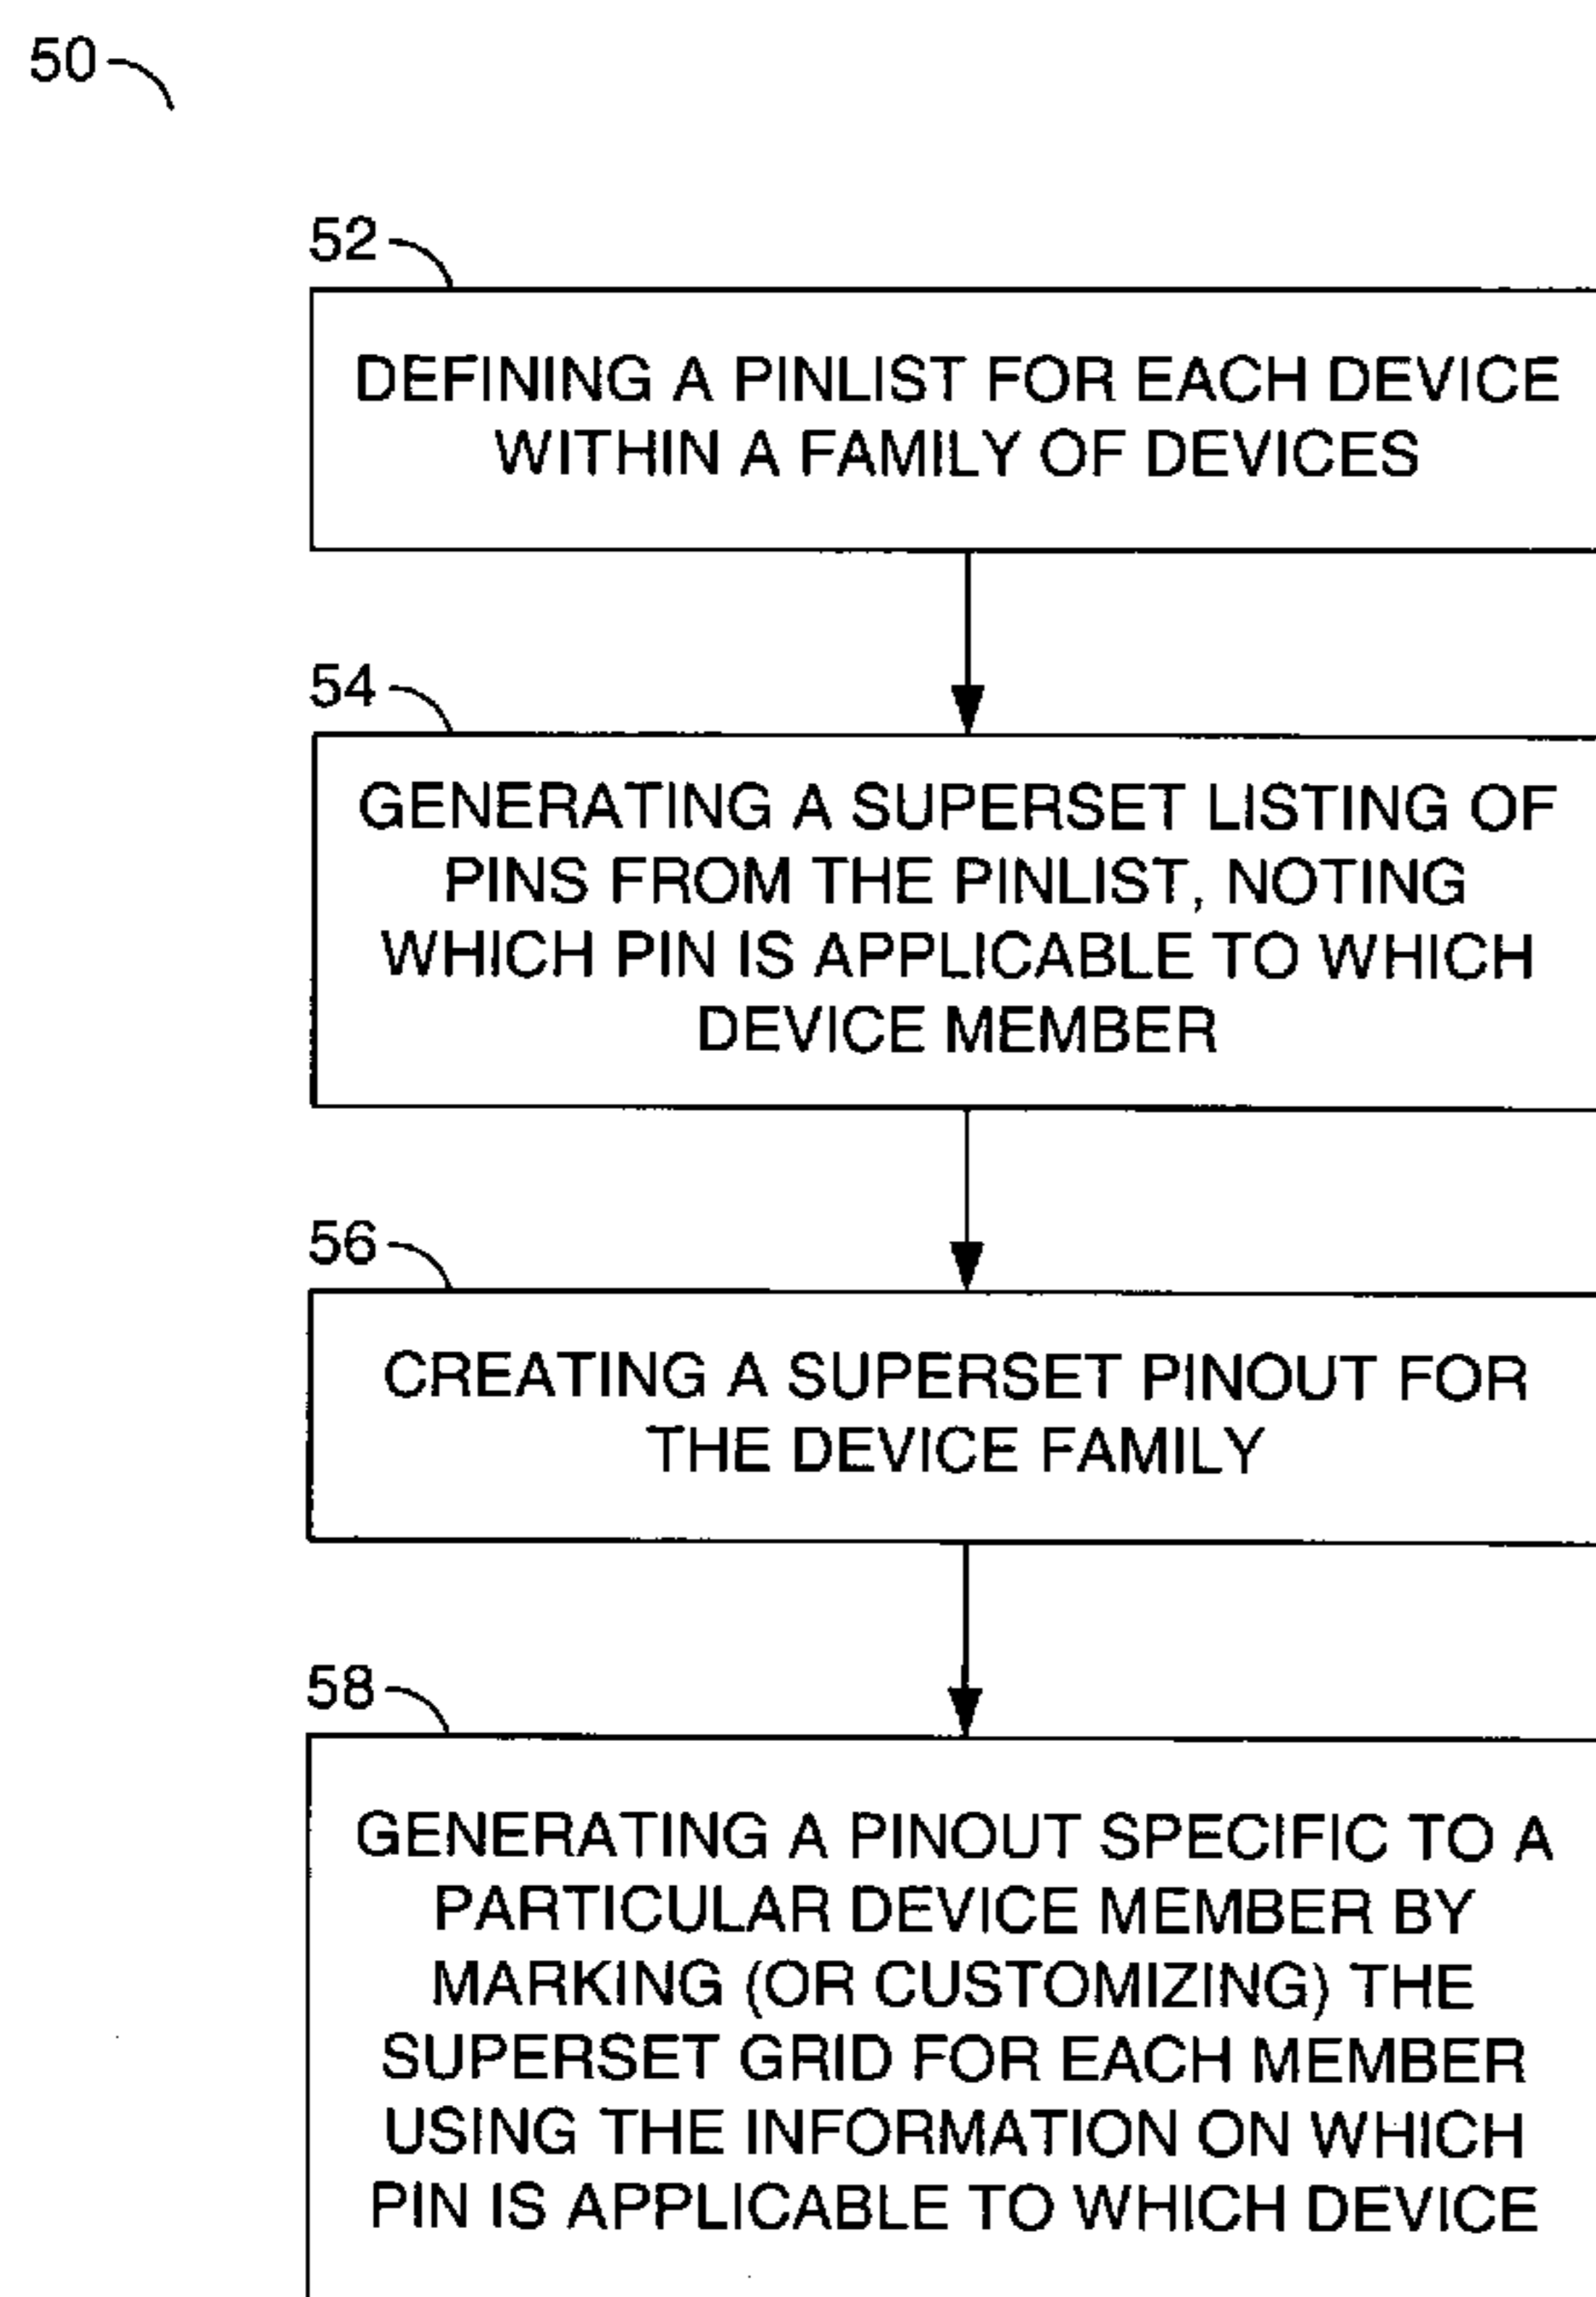 50
52
DEFINING A PINLIST FOR EACH DEVICE
WITHIN A FAMILY OF DEVICES
54
GENERATING A SUPERSET LISTING OF
PINS FROM THE PINLIST, NOTING
WHICH PIN IS APPLICABLE TO WHICH
DEVICE MEMBER
56
CREATING A SUPERSET PINOUT FOR
THE DEVICE FAMILY
58
GENERATING A PINOUT SPECIFIC TO A
PARTICULAR DEVICE MEMBER BY
MARKING (OR CUSTOMIZING) THE
SUPERSET GRID FOR EACH MEMBER
USING THE INFORMATION ON WHICH
PIN IS APPLICABLE TO WHICH DEVICE